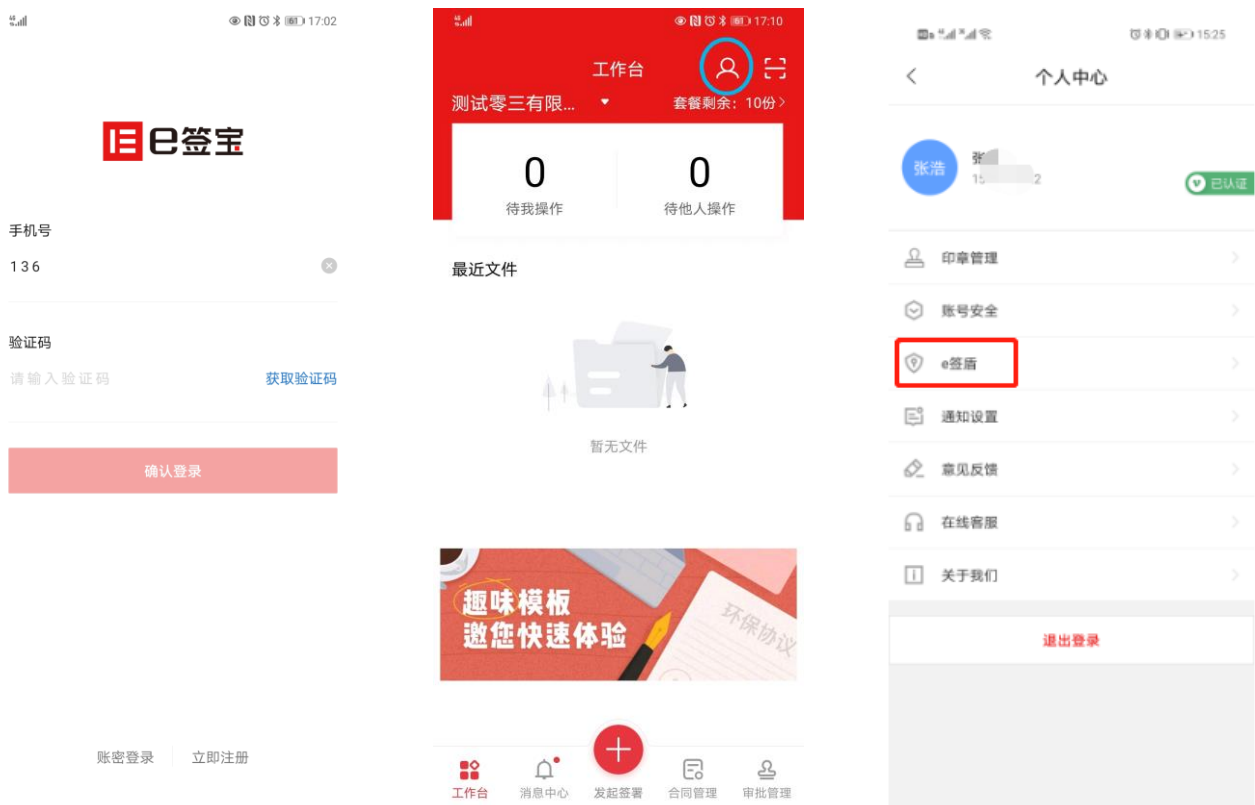 17:02
e签宝
手机号
136
验证码
请输入验证码
获取验证码
确认登录
账密登录
立即注册
17:10
工作台
测试零三有限...
套餐剩余：10份
0
0
待我操作
待他人操作
最近文件
暂无文件
趣味模板
邀您快速体验
环保协议
工作台
消息中心
发起签署
合同管理
审批管理
15:25
个人中心
张浩
张
15
2
已认证
印章管理
账号安全
e签盾
通知设置
意见反馈
在线客服
关于我们
退出登录